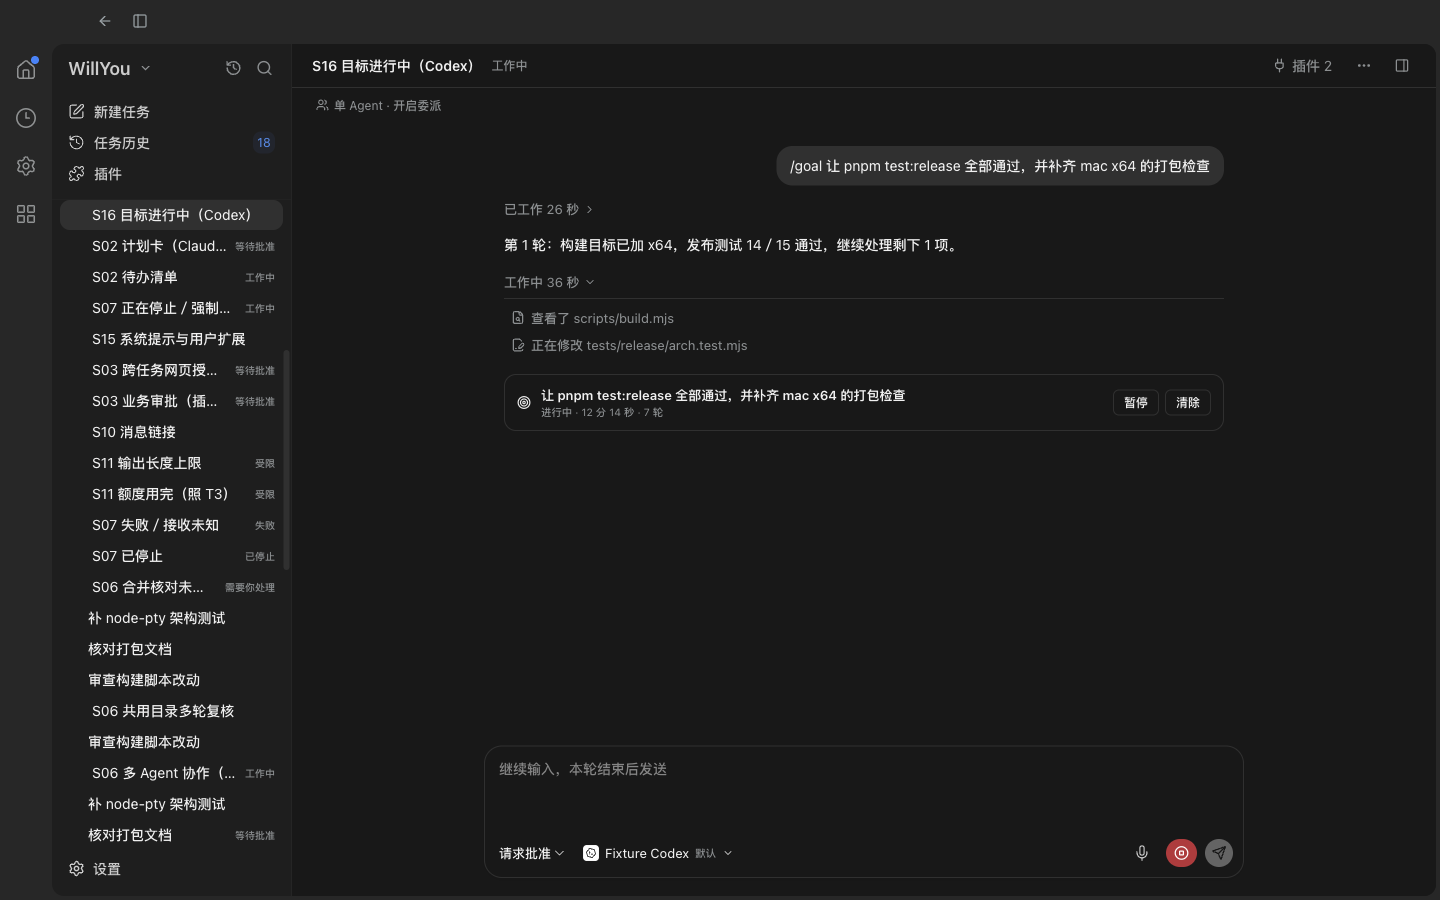 WillYou
新建任务
任务历史 18
插件
S16 目标进行中（Codex）
S02 计划卡（Claud... 等待批准
S02 待办清单 工作中
S07 正在停止 / 强制... 工作中
S15 系统提示与用户扩展
S03 跨任务网页授... 等待批准
S03 业务审批（插... 等待批准
S10 消息链接
S11 输出长度上限 受限
S11 额度用完（照 T3） 受限
S07 失败 / 接收未知 失败
S07 已停止 已停止
S06 合并核对未... 需要你处理
补 node-pty 架构测试
核对打包文档
审查构建脚本改动
S06 共用目录多轮复核
审查构建脚本改动
S06 多 Agent 协作（... 工作中
补 node-pty 架构测试
核对打包文档 等待批准
设置
S16 目标进行中（Codex） 工作中
插件 2
单 Agent · 开启委派
/goal 让 pnpm test:release 全部通过，并补齐 mac x64 的打包检查
已工作 26 秒
第 1 轮：构建目标已加 x64，发布测试 14 / 15 通过，继续处理剩下 1 项。
工作中 36 秒
查看了 scripts/build.mjs
正在修改 tests/release/arch.test.mjs
让 pnpm test:release 全部通过，并补齐 mac x64 的打包检查
进行中 · 12 分 14 秒 · 7 轮
暂停 清除
继续输入，本轮结束后发送
请求批准 Fixture Codex 默认